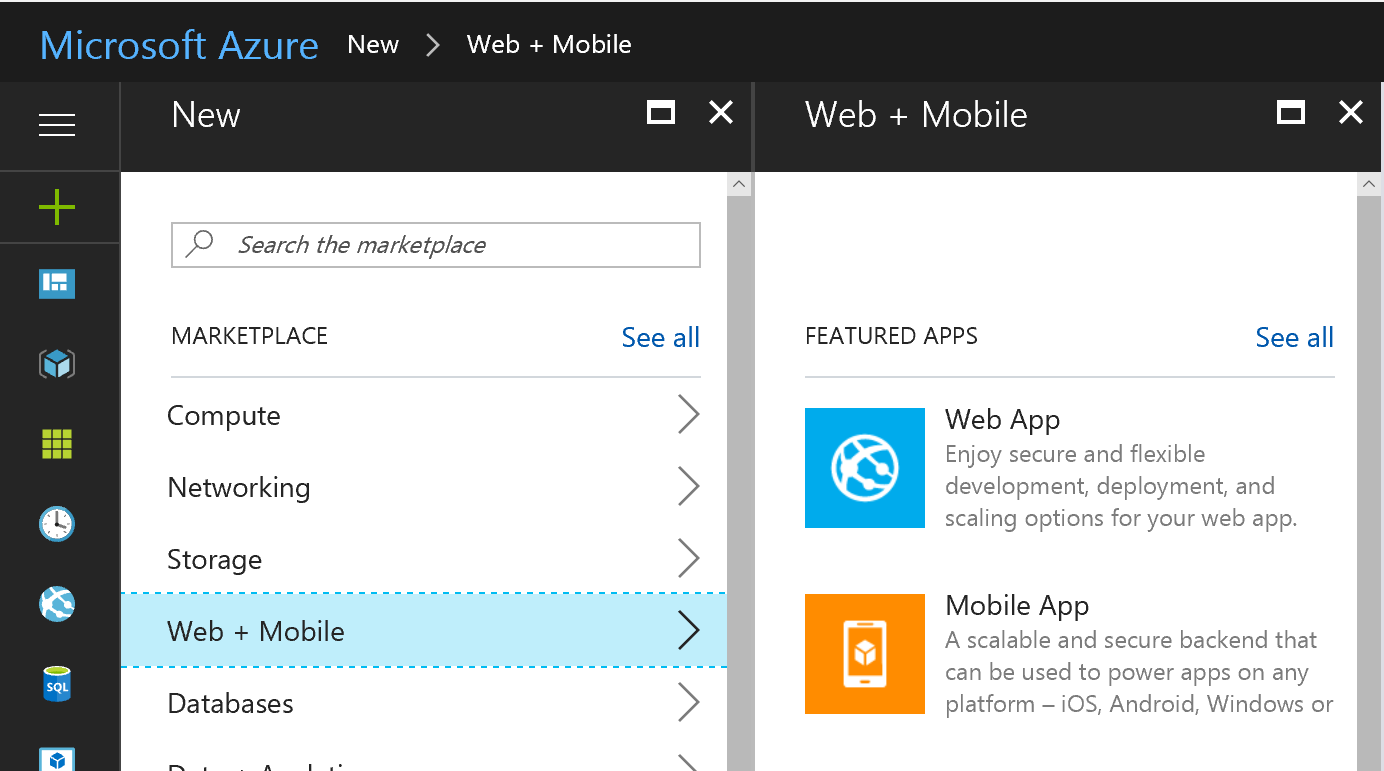 Microsoft Azure New > Web + Mobile
New
Web + Mobile
Search the marketplace
MARKETPLACE See all
Compute
Networking
Storage
Web + Mobile
Databases
FEATURED APPS See all
Web App
Enjoy secure and flexible
development, deployment, and
scaling options for your web app.
Mobile App
A scalable and secure backend that
can be used to power apps on any
platform – iOS, Android, Windows or
SQL